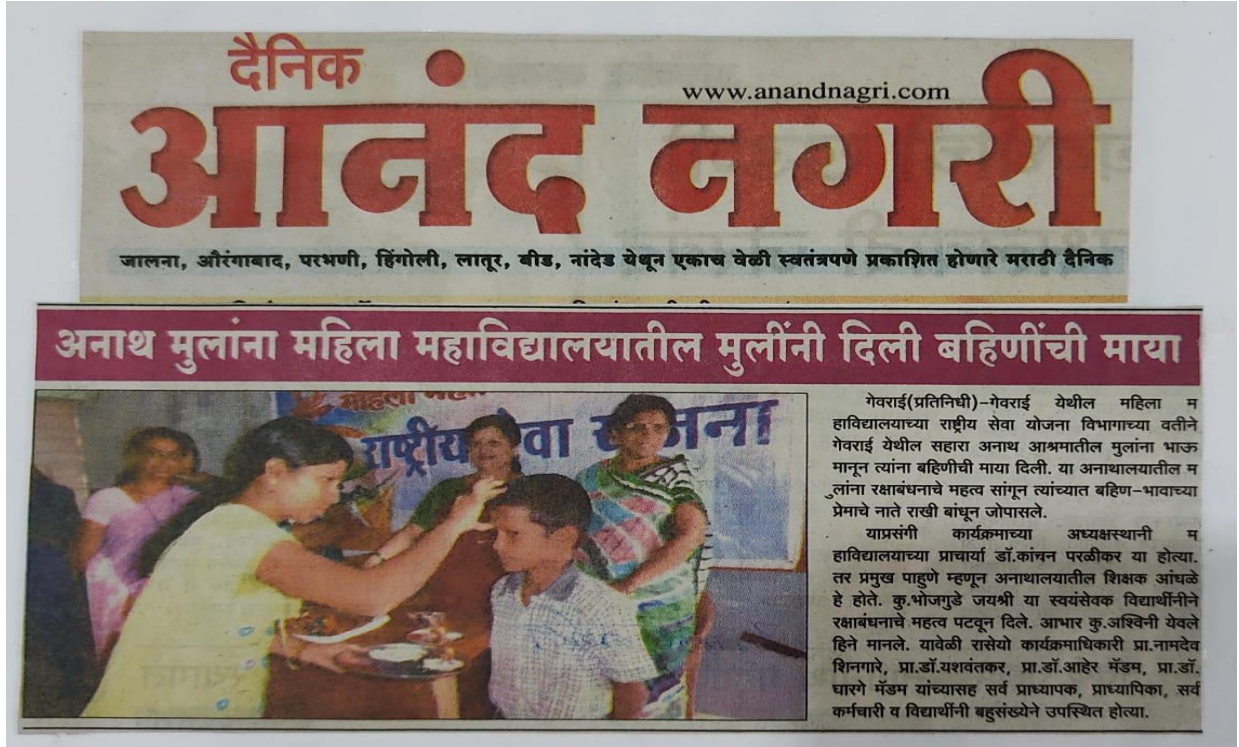 दैनिक
www.anandnagri.com
आनंद नगरी
जालना, औरंगाबाद, परभणी, हिंगोली, लातूर, बीड, नांदेड येथून एकाच वेळी स्वतंत्रपणे प्रकाशित होणारे मराठी दैनिक
अनाथ मुलांना महिला महाविद्यालयातील मुलींनी दिली बहिणींची माया
महिला
राष्ट्रीय सेवा
गेवराई(प्रतिनिधी)-गेवराई येथील महिला म
हाविद्यालयाच्या राष्ट्रीय सेवा योजना विभागाच्या वतीने
गेवराई येथील सहारा अनाथ आश्रमातील मुलांना भाऊ
मानून त्यांना बहिणीची माया दिली. या अनाथालयातील म
ुलांना रक्षाबंधनाचे महत्व सांगून त्यांच्यात बहिण-भावाच्या
प्रेमाचे नाते राखी बांधून जोपासले.
याप्रसंगी कार्यक्रमाच्या अध्यक्षस्थानी म
हाविद्यालयाच्या प्राचार्या डॉ.कांचन परळीकर या होत्या.
तर प्रमुख पाहुणे म्हणून अनाथालयातील शिक्षक आंघळे
हे होते. कु.भोजगुडे जयश्री या स्वयंसेवक विद्यार्थीनीने
रक्षाबंधनाचे महत्व पटवून दिले. आभार कु.अश्विनी येवले
हिने मानले. यावेळी रासेयो कार्यक्रमाधिकारी प्रा.नामदेव
शिनगारे, प्रा.डॉ.यशवंतकर, प्रा.डॉ.आहेर मॅडम, प्रा.डॉ.
घारगे मॅडम यांच्यासह सर्व प्राध्यापक, प्राध्यापिका, सर्व
कर्मचारी व विद्यार्थीनी बहुसंख्येने उपस्थित होत्या.